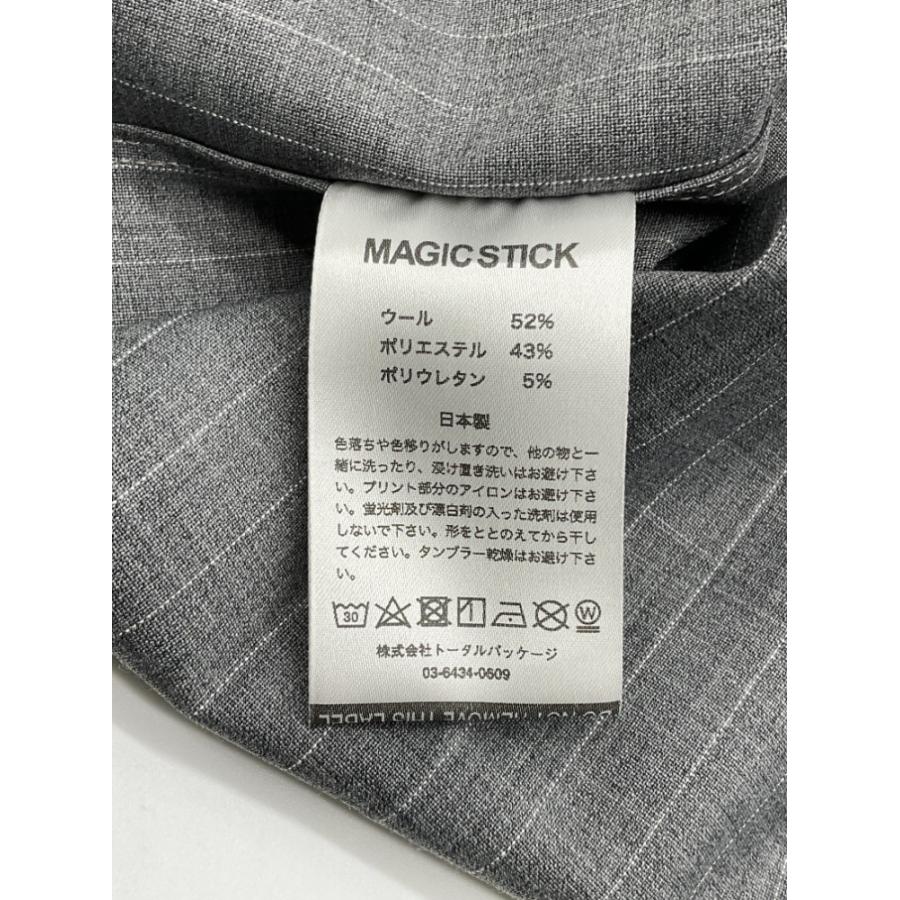 MAGIC STICK
ウール 52%
ポリエステル 43%
ポリウレタン 5%
日本製
色落ちや色移りがしますので、他の物と一
緒に洗ったり、浸け置き洗いはお避け下さ
い。プリント部分のアイロンはお避け下さ
い。蛍光剤及び漂白剤の入った洗剤は使用
しないで下さい。形をととのえてから干し
てください。タンブラー乾燥はお避け下さ
い。
30
W
株式会社トータルパッケージ
03-6434-0609
DO NOT REMOVE THIS LABEL